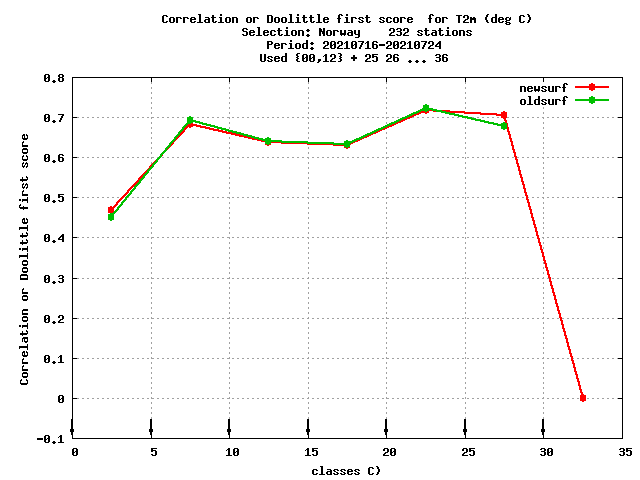 Correlation or Doolittle first score  for T2m (deg C)
Selection: Norway    232 stations
Period: 20210716-20210724
Used {00,12} + 25 26 ... 36
newsurf
oldsurf
Correlation or Doolittle first score
0.8
0.7
0.6
0.5
0.4
0.3
0.2
0.1
0
-0.1
0 5 10 15 20 25 30 35
classes C)